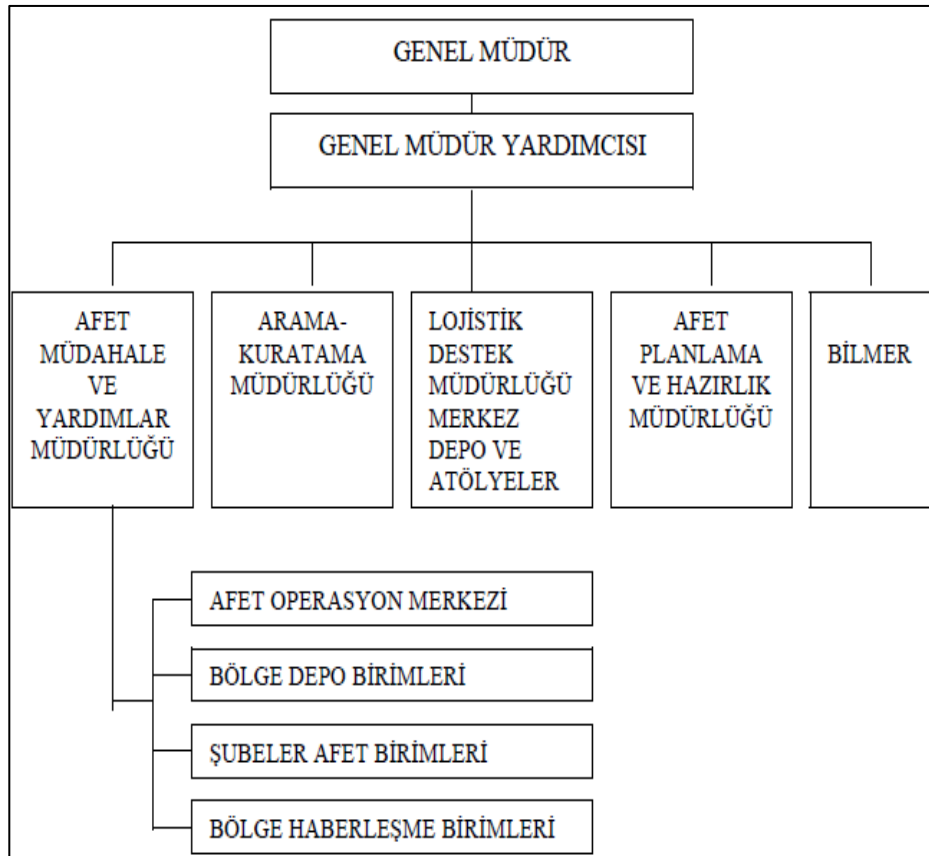 GENEL MÜDÜR
GENEL MÜDÜR YARDIMCISI
AFET
MÜDAHALE
VE
YARDIMLAR
MÜDÜRLÜĞÜ
ARAMA-
KURATAMA
MÜDÜRLÜĞÜ
LOJİSTİK
DESTEK
MÜDÜRLÜĞÜ
MERKEZ
DEPO VE
ATÖLYELER
AFET
PLANLAMA
VE HAZIRLIK
MÜDÜRLÜĞÜ
BİLMER
AFET OPERASYON MERKEZİ
BÖLGE DEPO BİRİMLERİ
ŞUBELER AFET BİRİMLERİ
BÖLGE HABERLEŞME BİRİMLERİ